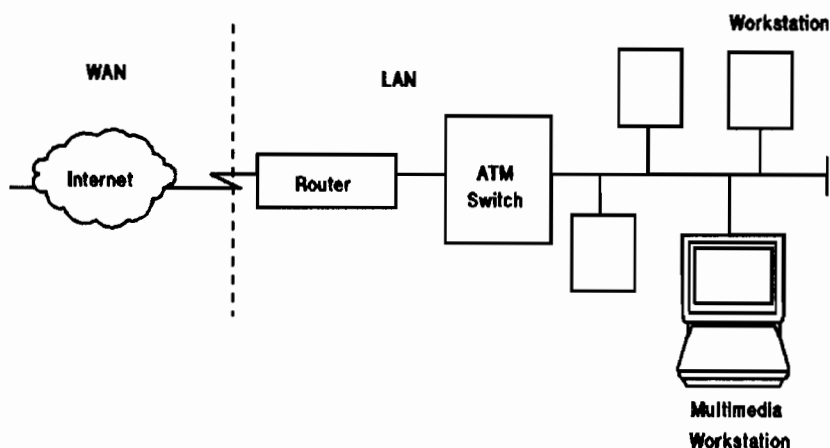 Workstation
WAN
LAN
Internet
Router
ATM
Switch
Multimedia
Workstation